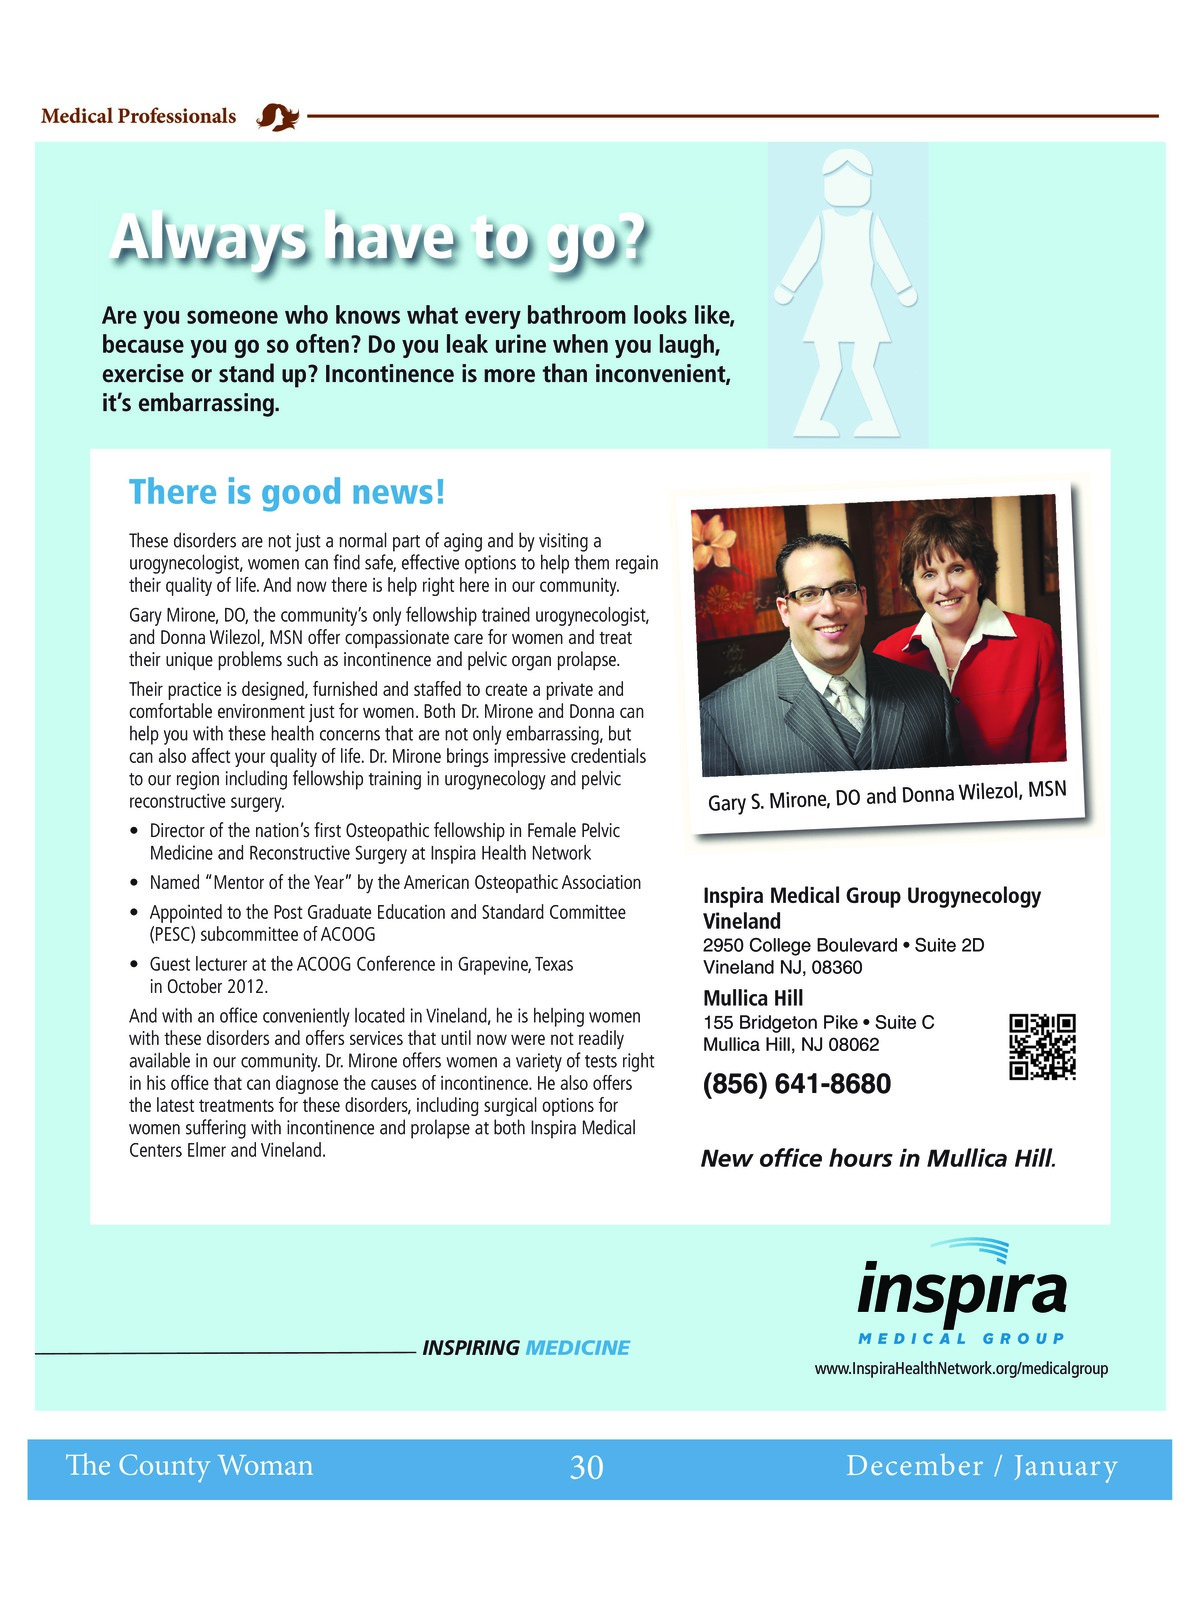 Medical Professionals
Always have to go?
Are you someone who knows what every bathroom looks like,
because you go so often? Do you leak urine when you laugh,
exercise or stand up? Incontinence is more than inconvenient,
it’s embarrassing.
There is good news!
These disorders are not just a normal part of aging and by visiting a
urogynecologist, women can find safe, effective options to help them regain
their quality of life. And now there is help right here in our community.
Gary Mirone, DO, the community’s only fellowship trained urogynecologist,
and Donna Wilezol, MSN offer compassionate care for women and treat
their unique problems such as incontinence and pelvic organ prolapse.
Their practice is designed, furnished and staffed to create a private and
comfortable environment just for women. Both Dr. Mirone and Donna can
help you with these health concerns that are not only embarrassing, but
can also affect your quality of life. Dr. Mirone brings impressive credentials
to our region including fellowship training in urogynecology and pelvic
reconstructive surgery.
• Director of the nation’s first Osteopathic fellowship in Female Pelvic
Medicine and Reconstructive Surgery at Inspira Health Network
• Named “Mentor of the Year” by the American Osteopathic Association
• Appointed to the Post Graduate Education and Standard Committee
(PESC) subcommittee of ACOOG
• Guest lecturer at the ACOOG Conference in Grapevine, Texas
in October 2012.
And with an office conveniently located in Vineland, he is helping women
with these disorders and offers services that until now were not readily
available in our community. Dr. Mirone offers women a variety of tests right
in his office that can diagnose the causes of incontinence. He also offers
the latest treatments for these disorders, including surgical options for
women suffering with incontinence and prolapse at both Inspira Medical
Centers Elmer and Vineland.
Gary S. Mirone, DO and Donna Wilezol, MSN
Inspira Medical Group Urogynecology
Vineland
2950 College Boulevard • Suite 2D
Vineland NJ, 08360
Mullica Hill
155 Bridgeton Pike • Suite C
Mullica Hill, NJ 08062
(856) 641-8680
New office hours in Mullica Hill.
inspira
MEDICAL GROUP
INSPIRING MEDICINE
www.InspiraHealthNetwork.org/medicalgroup
The County Woman
30
December / January